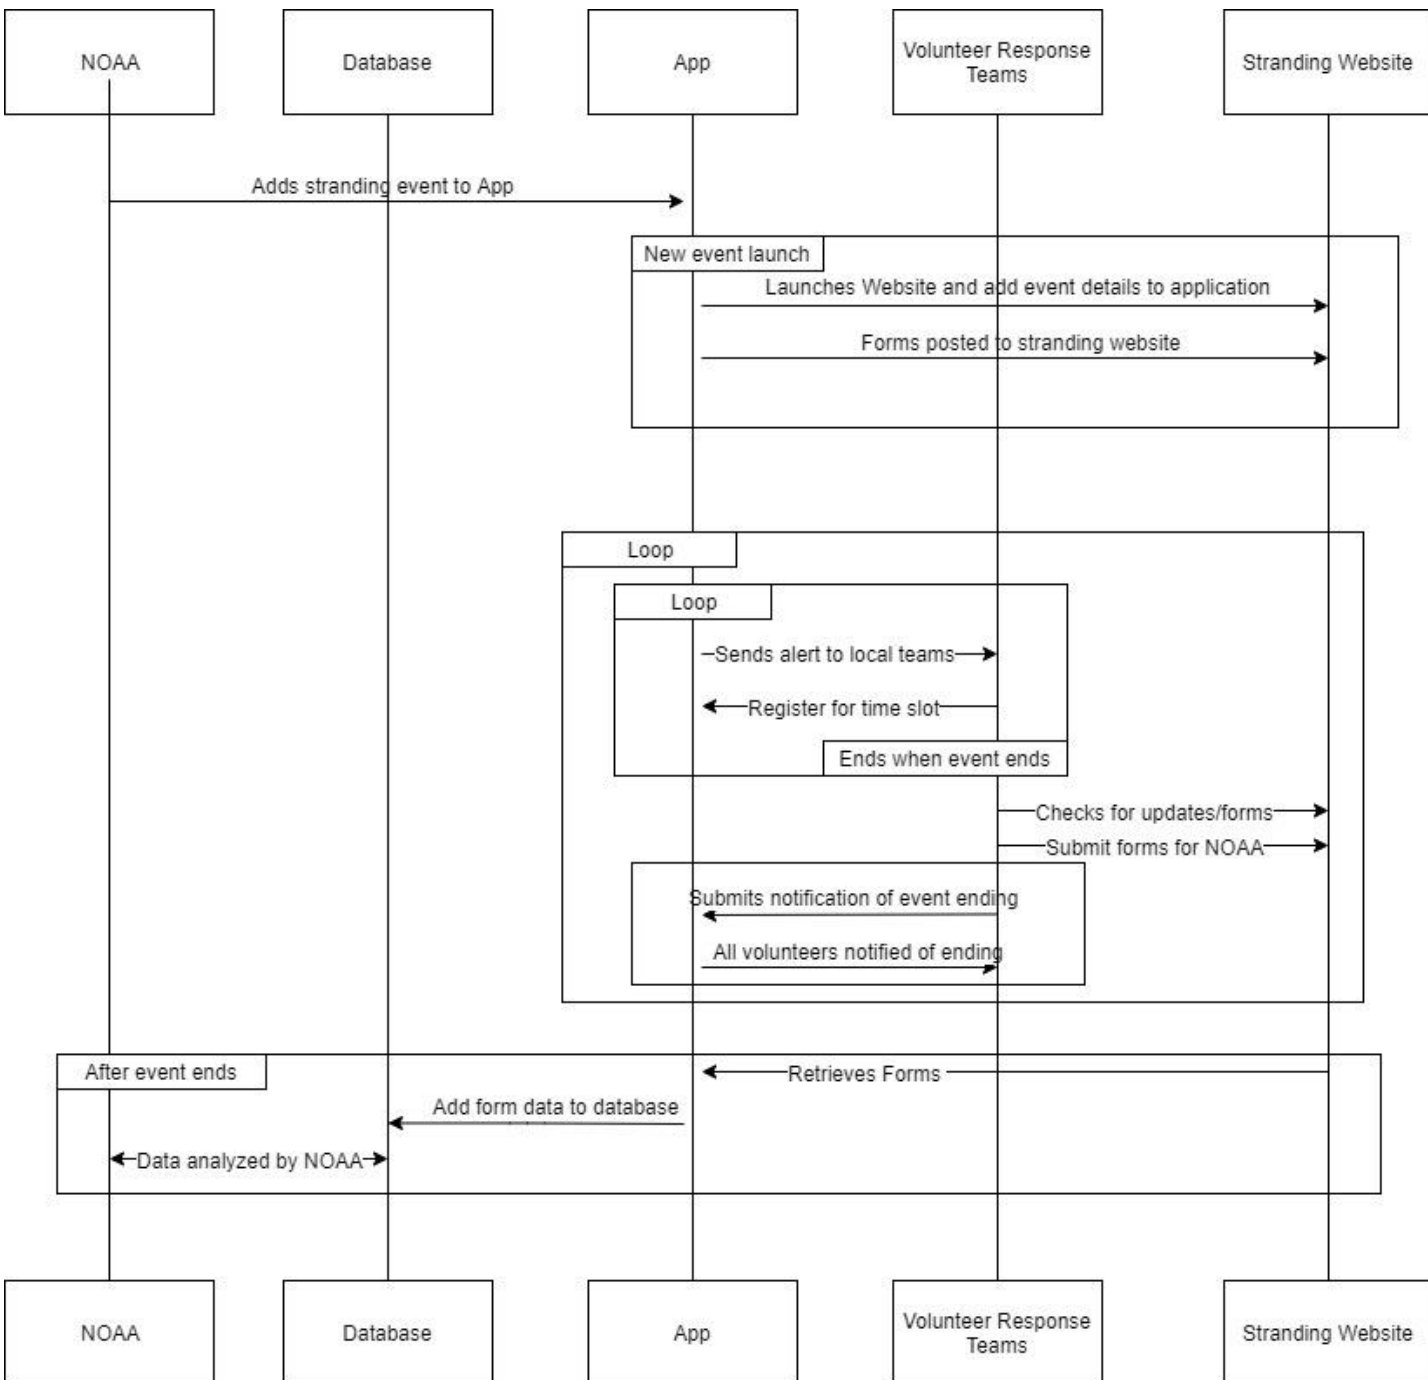 NOAA
Database
App
Volunteer Response
Teams
Stranding Website
Adds stranding event to App
New event launch
Launches Website and add event details to application
Forms posted to stranding website
Loop
Loop
Sends alert to local teams
Register for time slot
Ends when event ends
Checks for updates/forms
Submit forms for NOAA
Submits notification of event ending
All volunteers notified of ending
After event ends
Retrieves Forms
Add form data to database
Data analyzed by NOAA
NOAA
Database
App
Volunteer Response
Teams
Stranding Website